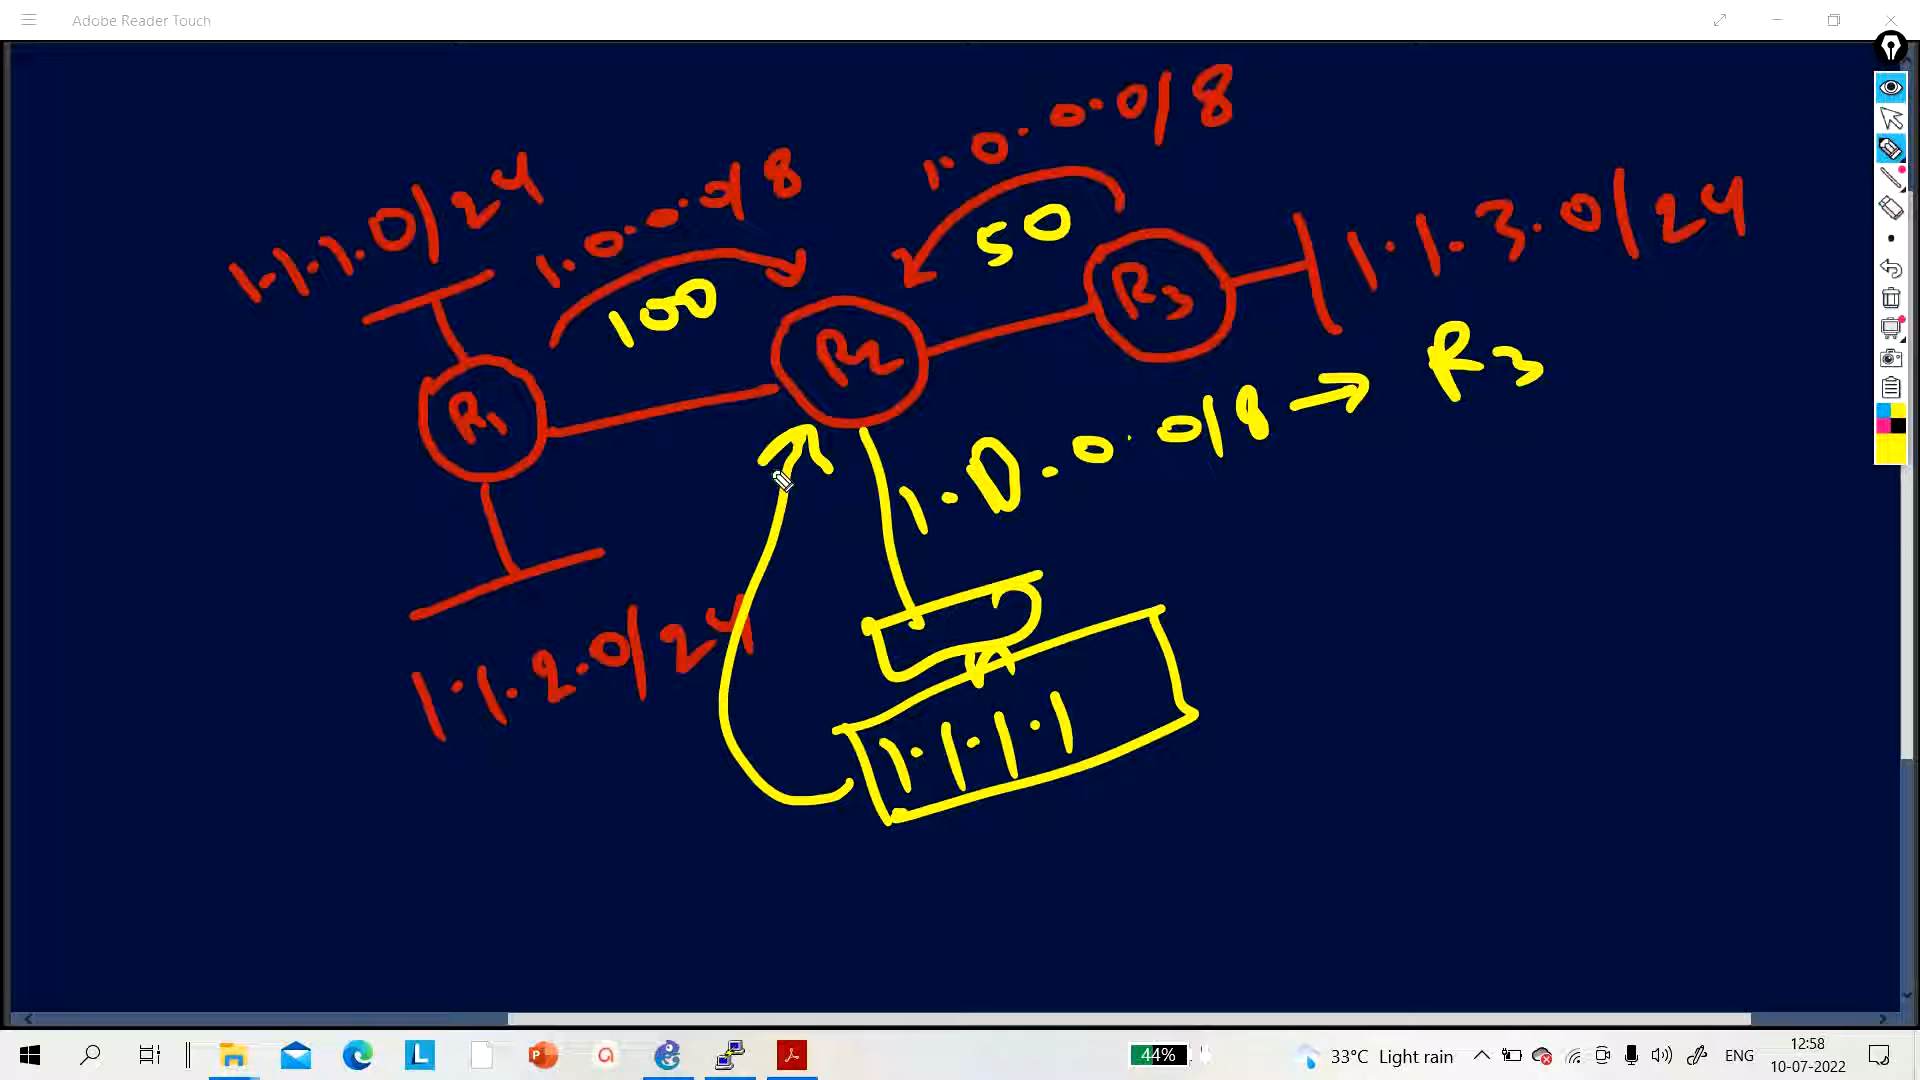 Adobe Reader Touch
1.0.0.0/8
1.1.1.0/24
1.0.0.0/8
50
1.1.3.0/24
100
R3
R2
R3
R1
1.0.0.0/8 →
1.1.2.0/24
1.1.1.1
44%
33°C Light rain
ENG
12:58
10-07-2022